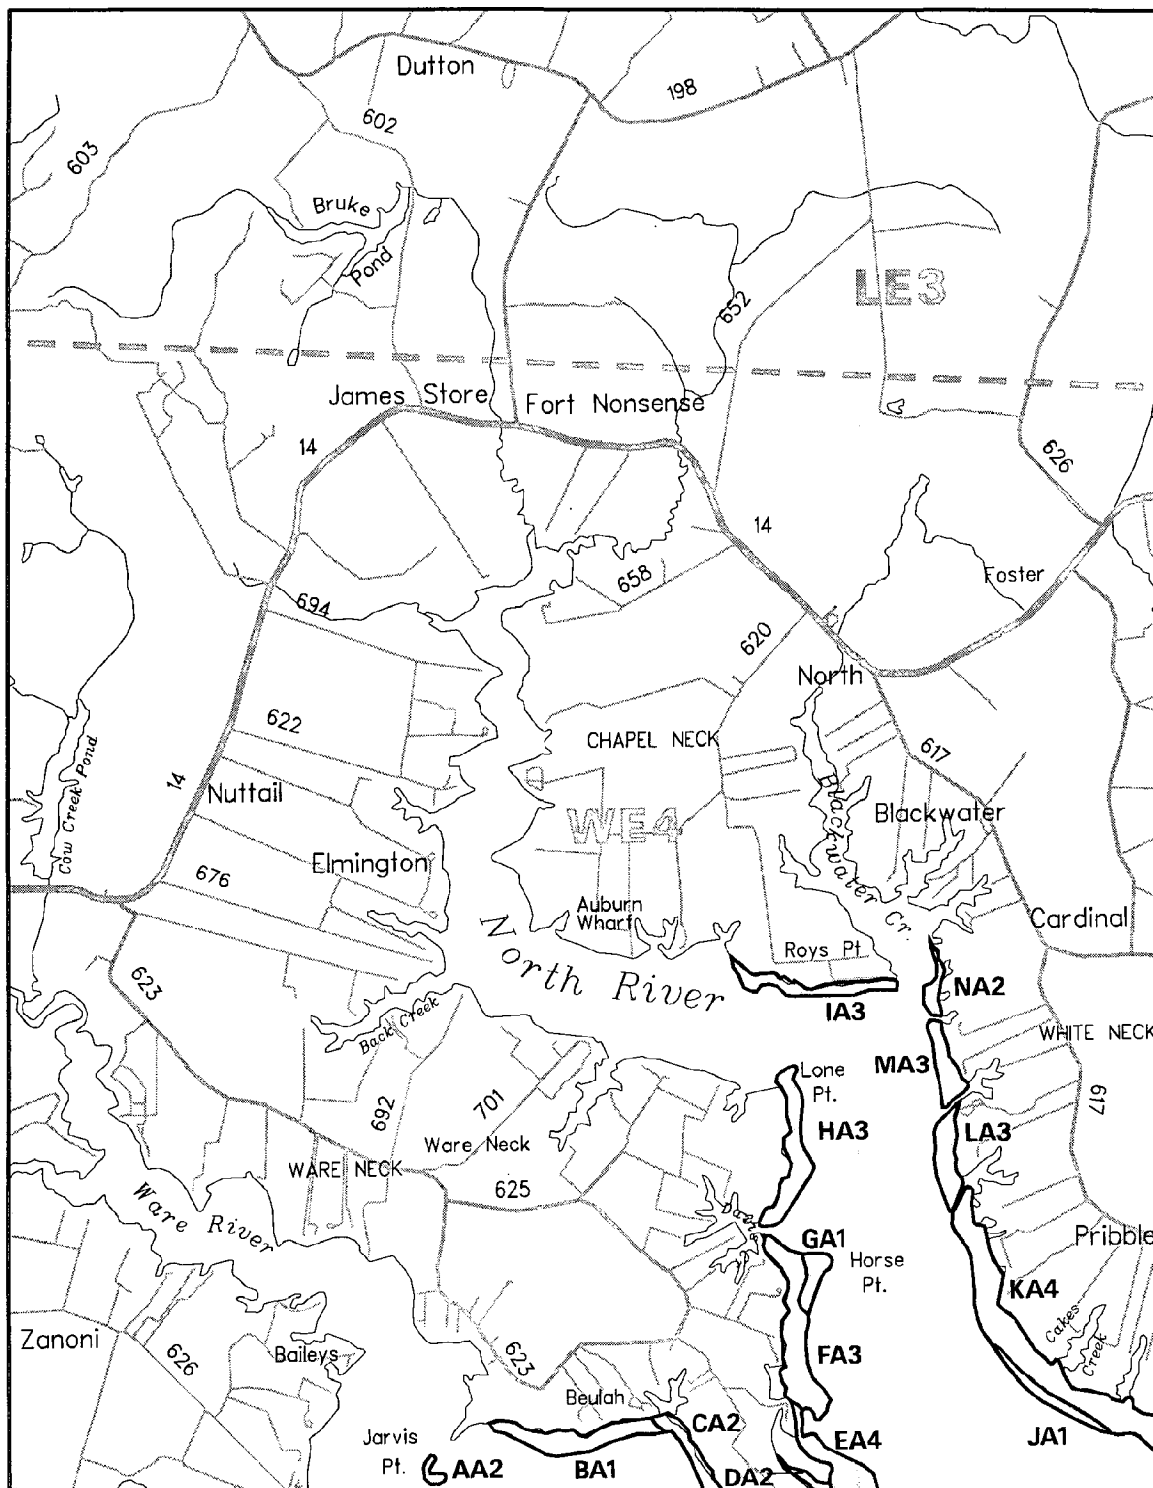 Dutton
198
602
603
Bruke
Pond
LE3
652
James Store
Fort Nonsense
14
626
14
Foster
658
694
620
North
622
CHAPEL NECK
617
Cow Creek Pond
14
Nuttail
Blackwater Cr.
Blackwater
WE4
Elmington
676
Auburn
Wharf
Cardinal
North River
Roys Pt.
623
IA3
NA2
Back Creek
WHITE NECK
MA3
Lone
Pt.
692
701
617
HA3
LA3
Ware Neck
WARE NECK
625
Ware River
GA1
Pribble
Horse
Pt.
KA4
Zanoni
Cakes
Creek
626
Baileys
623
FA3
Beulah
CA2
Jarvis
Pt.
EA4
JA1
AA2
BA1
DA2